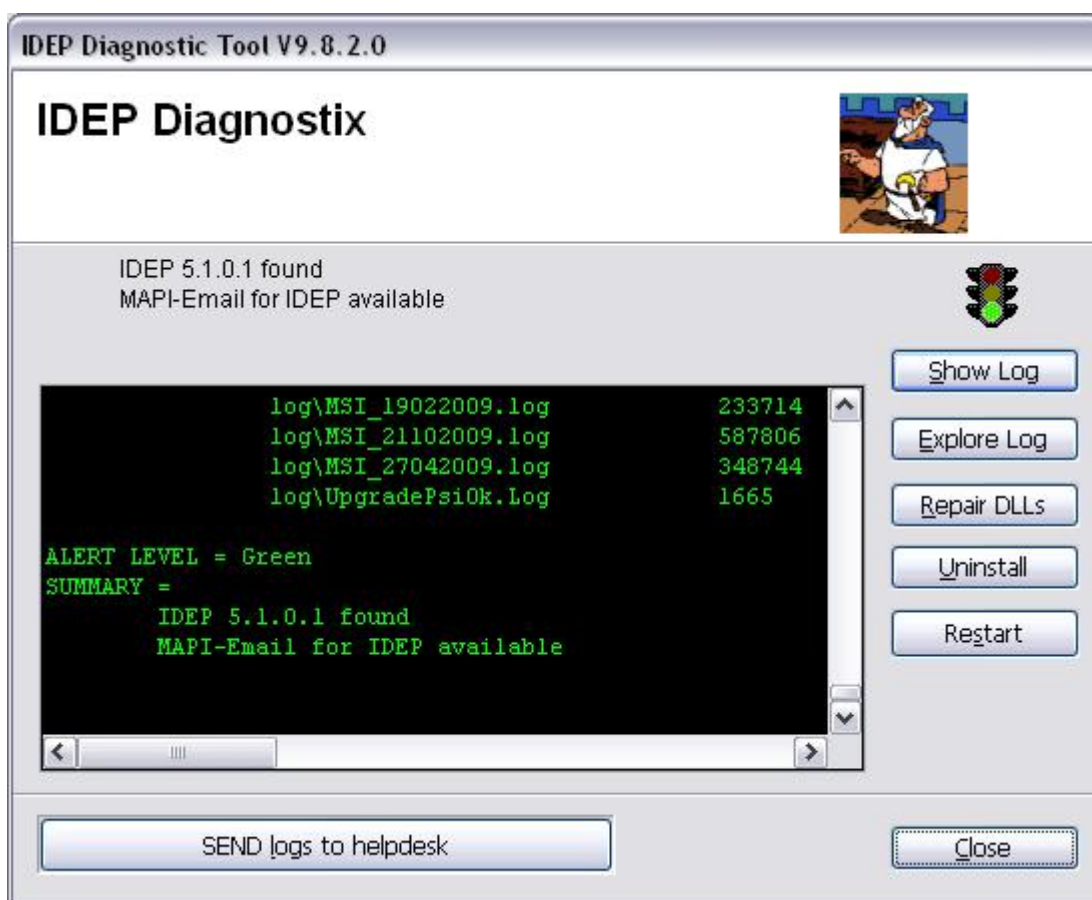 IDEP Diagnostic Tool V9.8.2.0
IDEP Diagnostix
IDEP 5.1.0.1 found
MAPI-Email for IDEP available
Show Log
log\MSI_19022009.log 233714
log\MSI_21102009.log 587806
log\MSI_27042009.log 348744
log\UpgradePsiOk.Log 1665
ALERT LEVEL = Green
SUMMARY =
IDEP 5.1.0.1 found
MAPI-Email for IDEP available
Explore Log
Repair DLLs
Uninstall
Restart
SEND logs to helpdesk
Close